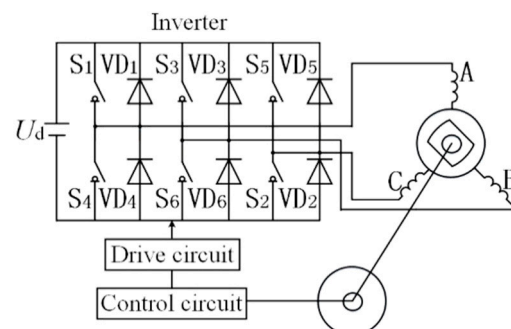 Inverter
S1 VD1 S3 VD3 S5 VD5
A
Ud
C B
S4 VD4 S6 VD6 S2 VD2
Drive circuit
Control circuit